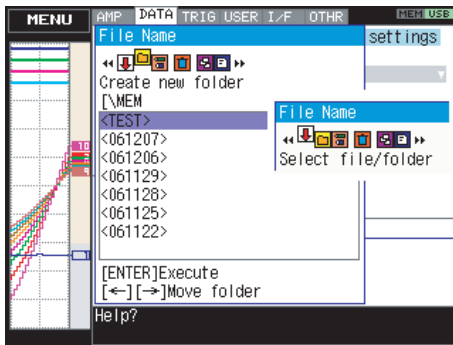 MENU
AMP DATA TRIG USER I/F OTHR
MEM USB
File Name
settings
Create new folder
[\MEM
<TEST>
<061207>
<061206>
<061129>
<061128>
<061125>
<061122>
File Name
Select file/folder
10
[ENTER]Execute
[←][→]Move folder
Help?